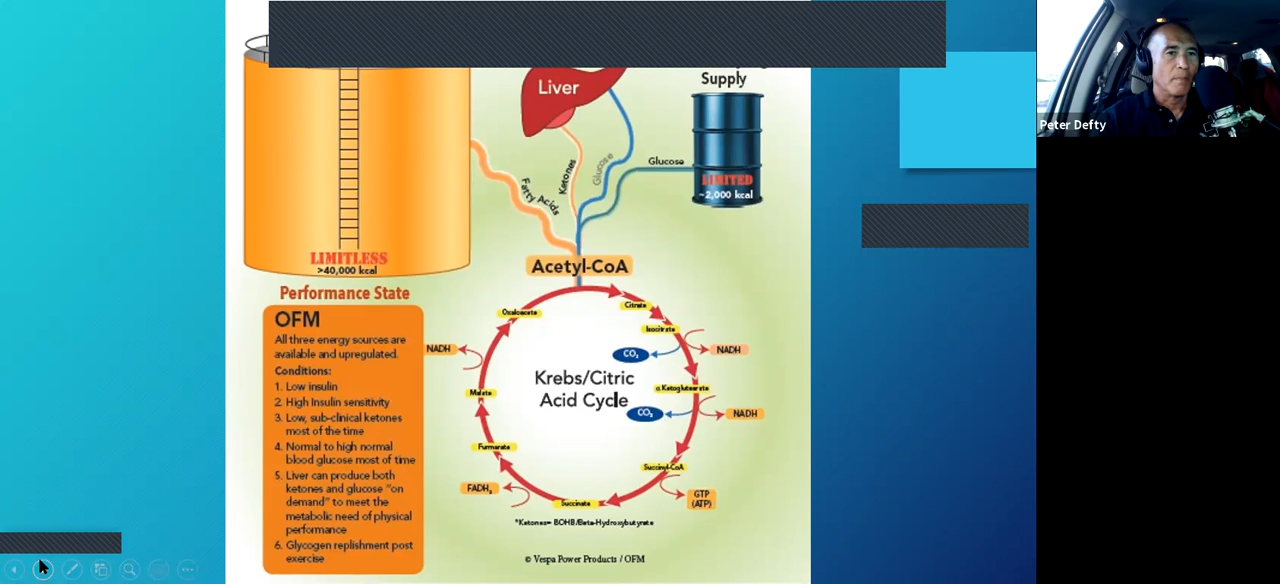 Supply
Peter Defty
Liver
Glucose
Glucose
Ketones
Fatty Acids
LIMITED
~2,000 kcal
LIMITLESS
>40,000 kcal
Acetyl-CoA
Performance State
OFM
All three energy sources are
available and upregulated.
Conditions:
1. Low insulin
2. High Insulin sensitivity
3. Low, sub-clinical ketones
most of the time
4. Normal to high normal
blood glucose most of time
5. Liver can produce both
ketones and glucose "on
demand" to meet the
metabolic need of physical
performance
6. Glycogen replishment post
exercise
Krebs/Citric
Acid Cycle
Oxaloacete
Citrate
Isocitrate
CO₂
NADH
α Ketogluterate
CO₂
NADH
Succinyl-CoA
GTP
(ATP)
Succinate
FADH₂
Fumarate
Malate
NADH
*Ketones= BOHB/Beta-Hydroxybutyrate
© Vespa Power Products / OFM